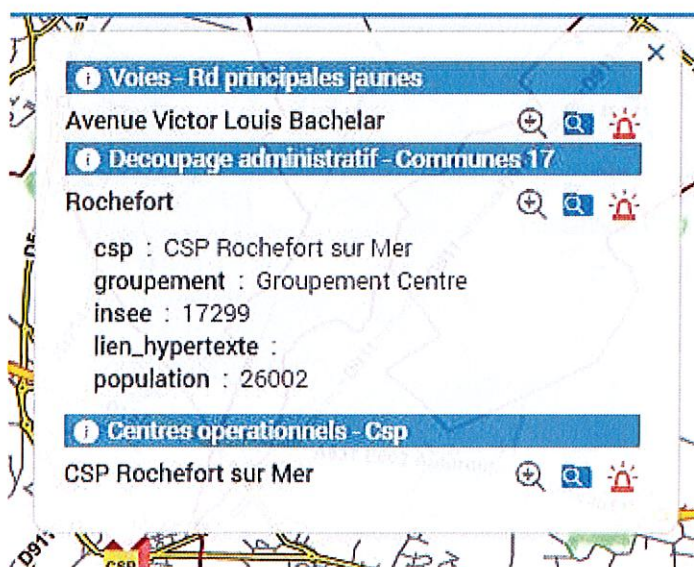 Voies - Rd principales jaunes
Avenue Victor Louis Bachelar
Decoupage administratif - Communes 17
Rochefort
csp : CSP Rochefort sur Mer
groupement : Groupement Centre
insee : 17299
lien_hypertexte :
population : 26002
Centres operationnels - Csp
CSP Rochefort sur Mer
D911
CSP